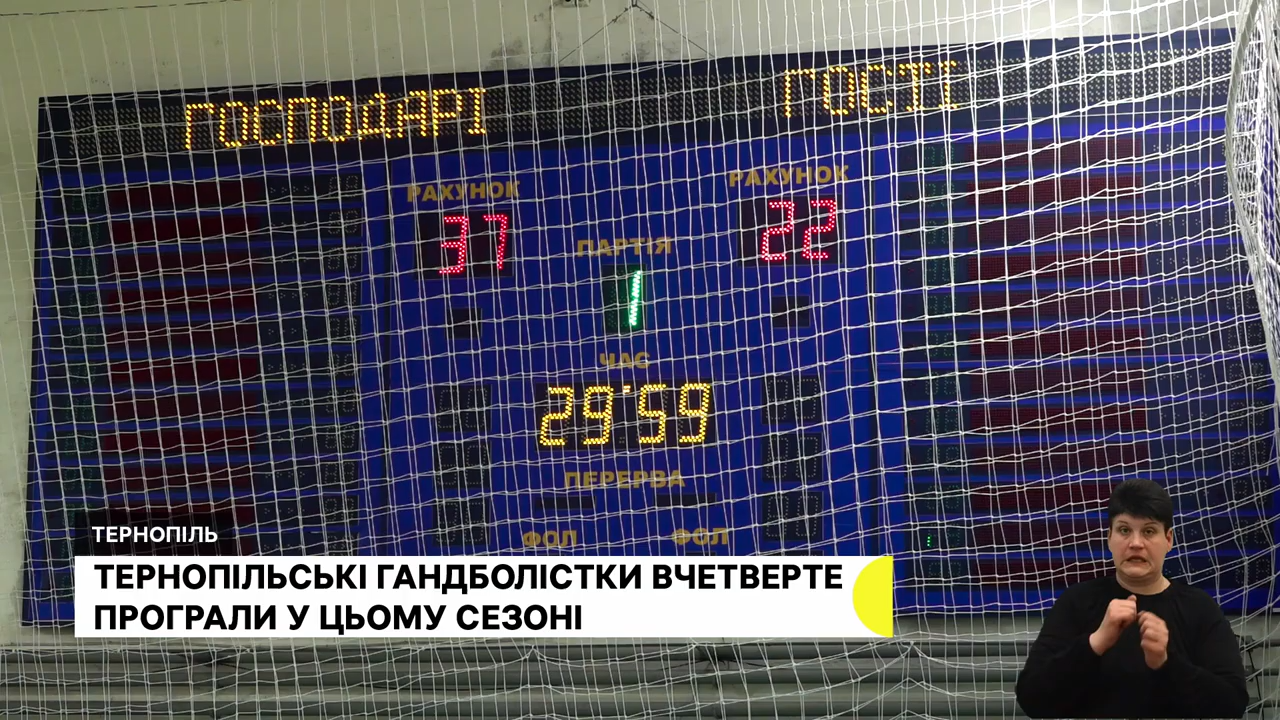 ГОСПОДАРІ ГОСТІ
РАХУНОК РАХУНОК
37 22
ПАРТІЯ
1
ЧАС
29:59
ПЕРЕРВА
ФОЛ ФОЛ
ТЕРНОПІЛЬ
ТЕРНОПІЛЬСЬКІ ГАНДБОЛІСТКИ ВЧЕТВЕРТЕ
ПРОГРАЛИ У ЦЬОМУ СЕЗОНІ